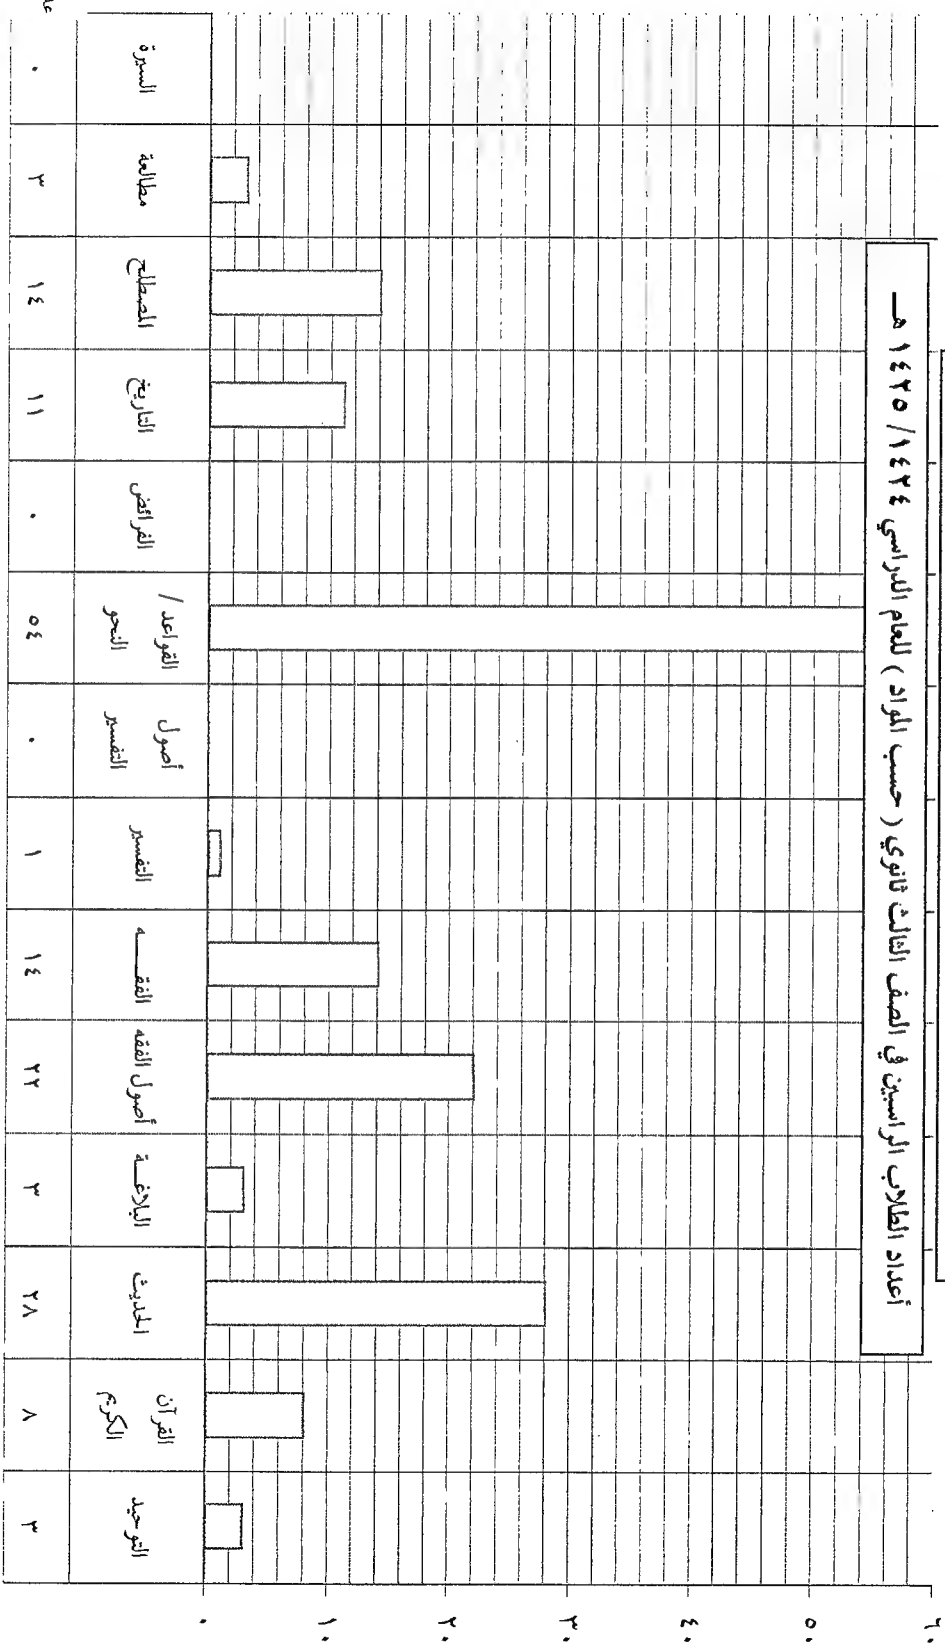 أعداد الطلاب الراسبين في الصف الثالث ثانوي ( حسب المواد ) للعام الدراسي ١٤٢٤ / ١٤٢٥ هـ
٦٠
٥٠
٤٠
٣٠
٢٠
١٠
٠
التوحيد
القرآن الكريم
الحديث
البلاغـــة
أصول الفقه
الفقـــــه
التفسير
أصول التفسير
القواعد/ النحو
الفرائض
التاريخ
المصطلح
مطالعة
السيرة
٣
٨
٢٨
٣
٢٢
١٤
١
٠
٥٤
٠
١١
١٤
٣
٠